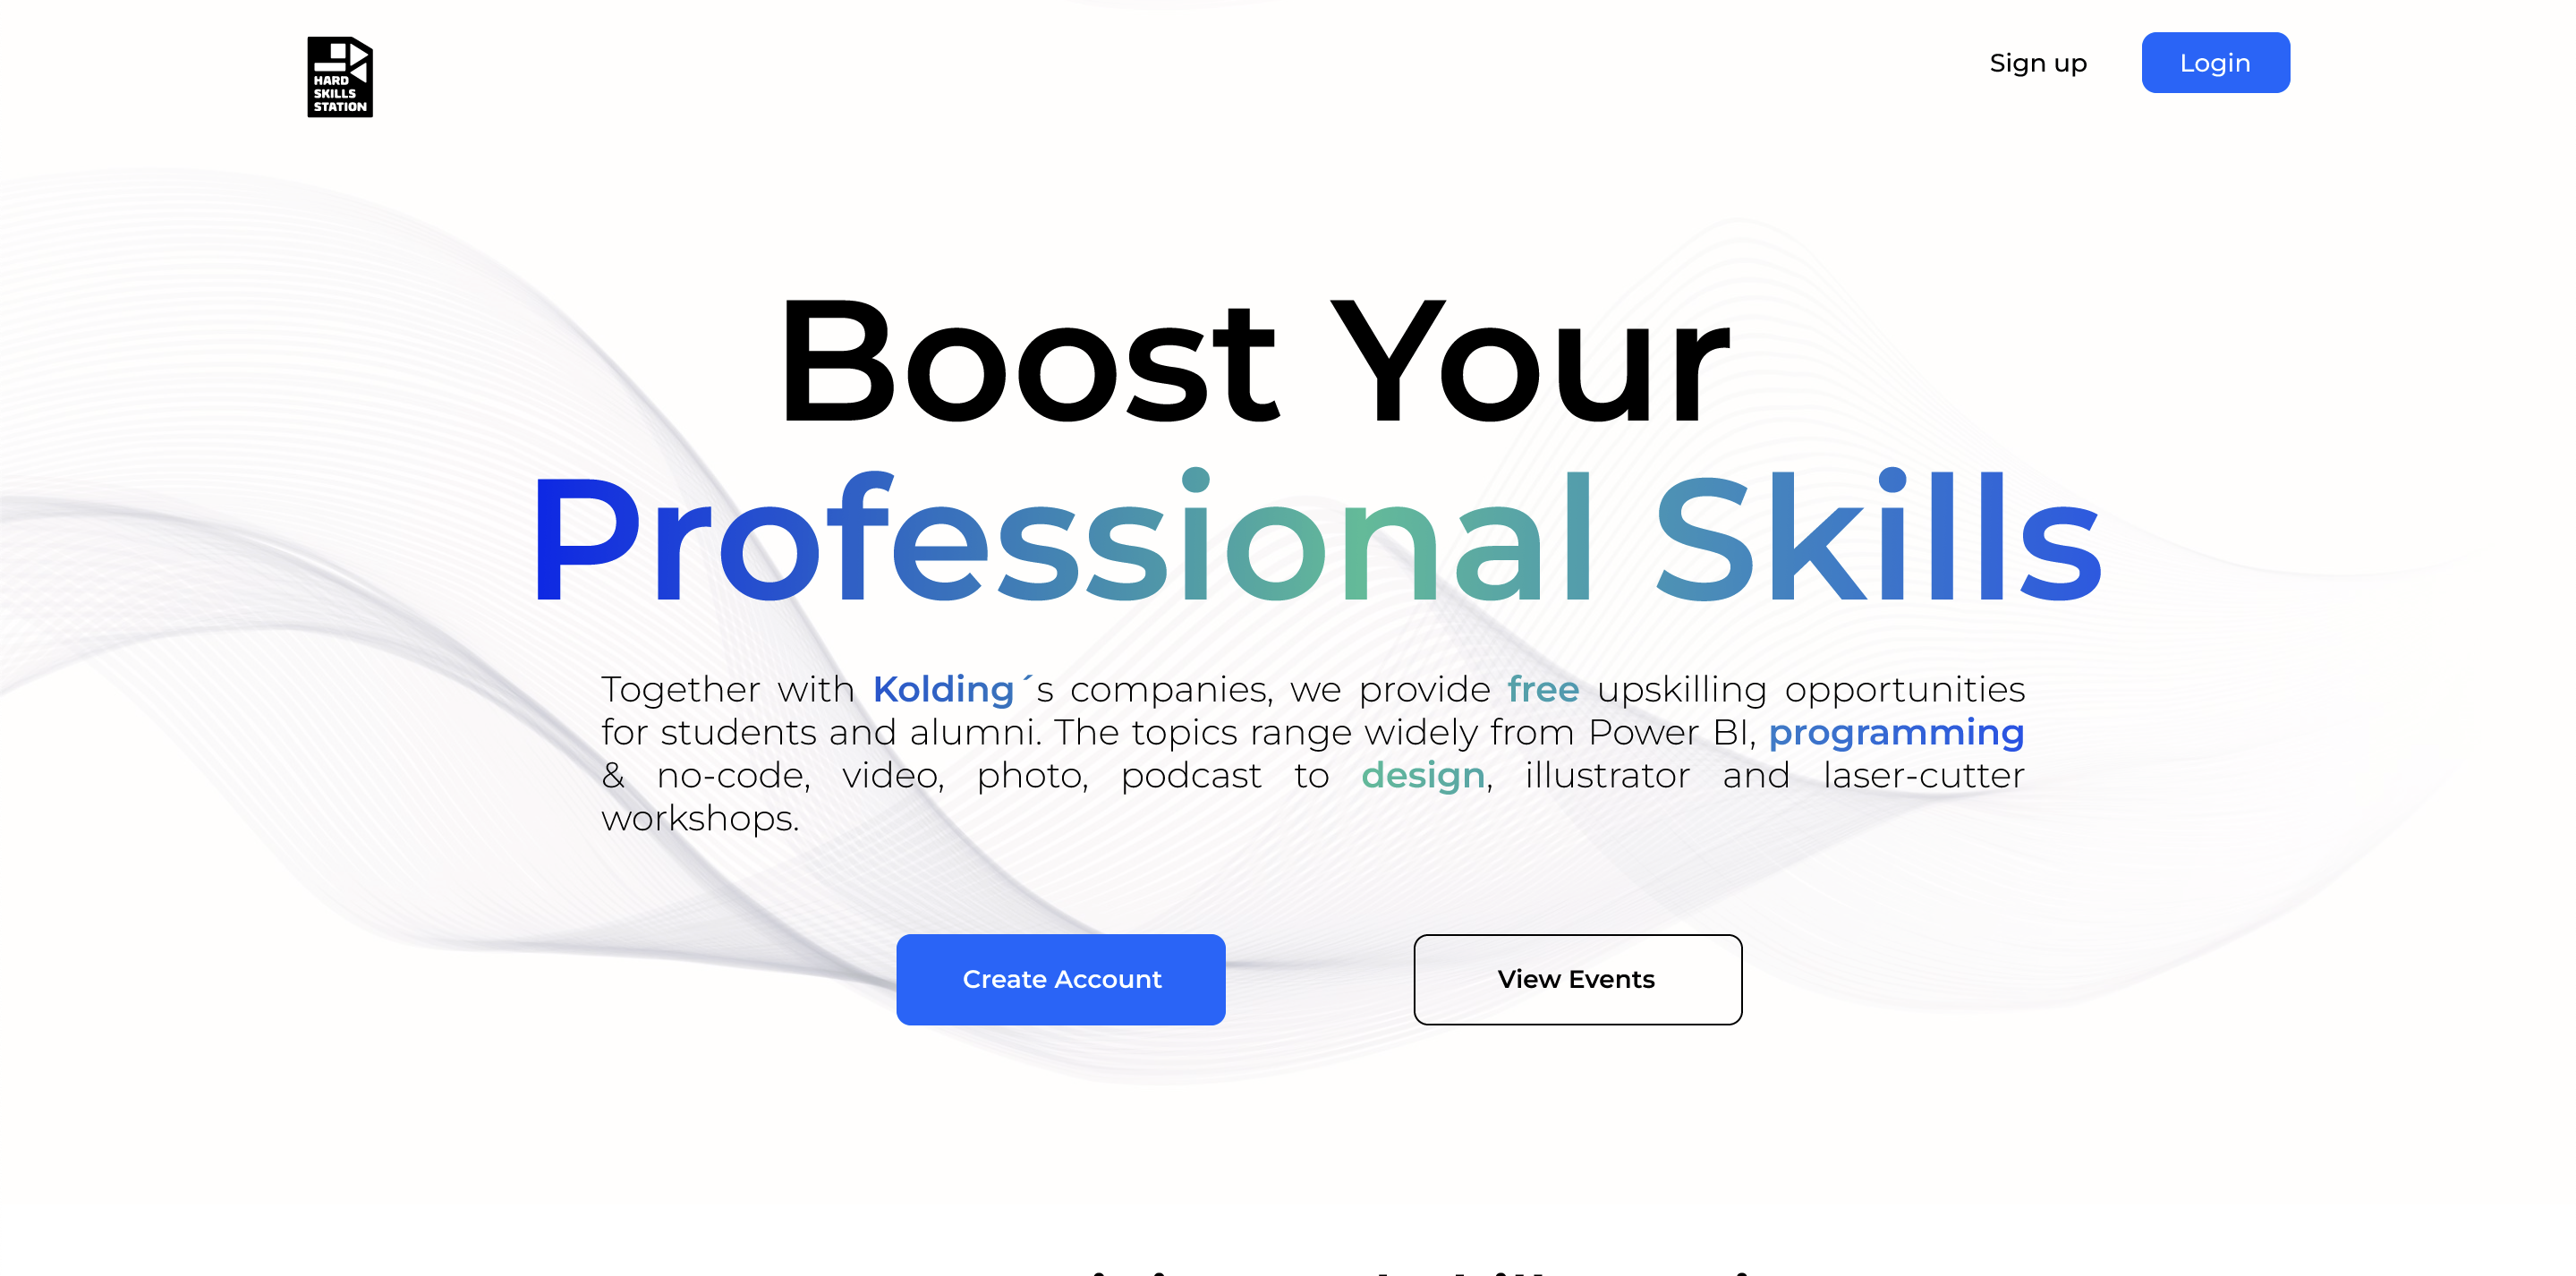 HARD
SKILLS
STATION
Sign up
Login
Boost Your
Professional Skills
Together with Kolding´s companies, we provide free upskilling opportunities
for students and alumni. The topics range widely from Power BI, programming
& no-code, video, photo, podcast to design, illustrator and laser-cutter
workshops.
Create Account
View Events